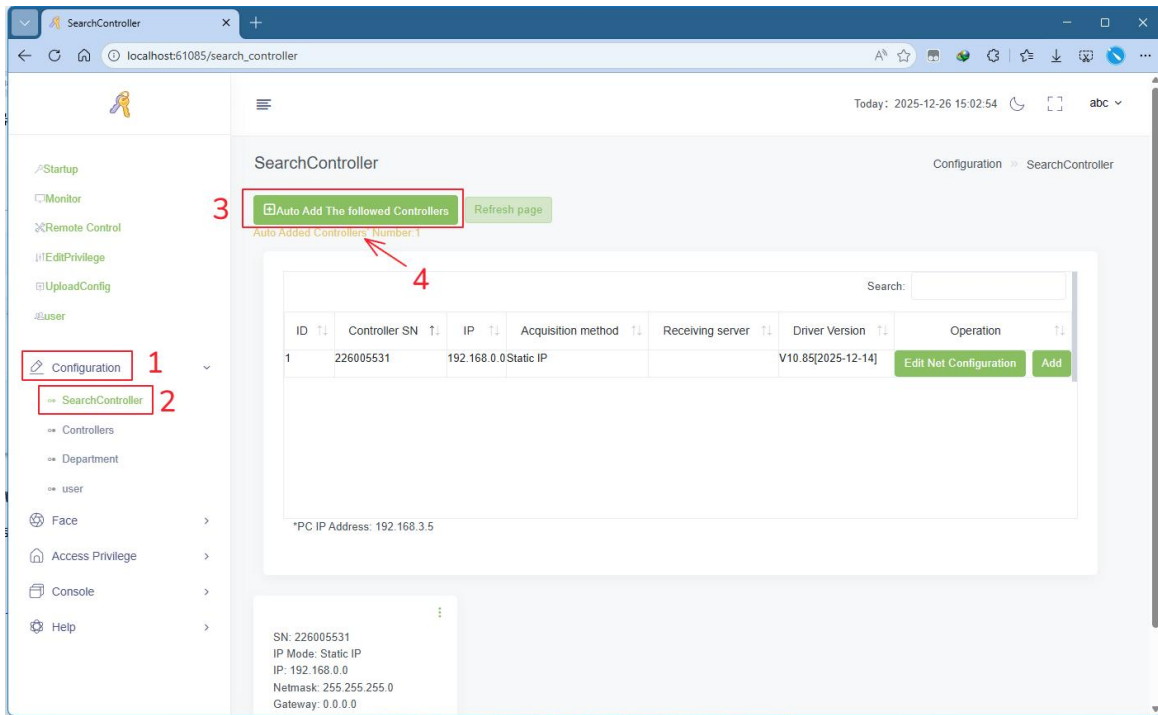 SearchController
localhost:61085/search_controller
Today: 2025-12-26 15:02:54
abc
Startup
Monitor
Remote Control
EditPrivilege
UploadConfig
user
Configuration
1
SearchController
2
Controllers
Department
user
Face
Access Privilege
Console
Help
SearchController
Configuration » SearchController
3
Auto Add The followed Controllers
Refresh page
Auto Added Controllers' Number:1
4
Search:
ID Controller SN IP Acquisition method Receiving server Driver Version Operation
1 226005531 192.168.0.0 Static IP V10.85[2025-12-14] Edit Net Configuration Add
*PC IP Address: 192.168.3.5
SN: 226005531
IP Mode: Static IP
IP: 192.168.0.0
Netmask: 255.255.255.0
Gateway: 0.0.0.0